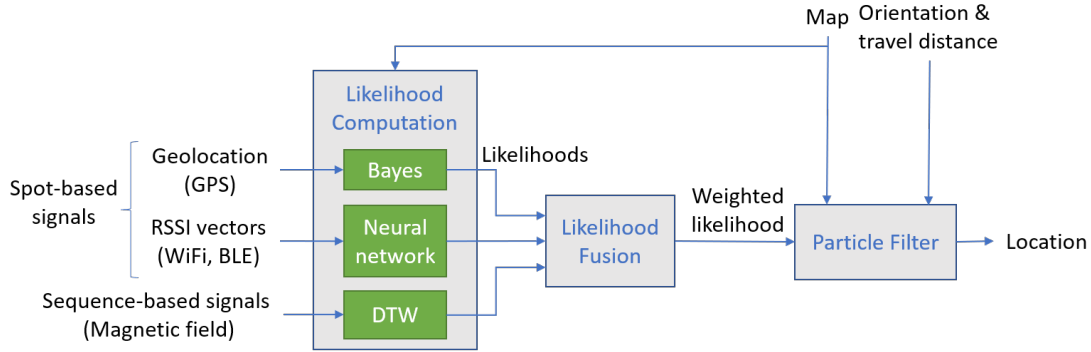 Map
Orientation &
travel distance
Likelihood
Computation
Spot-based
signals
Geolocation
(GPS)
Bayes
Likelihoods
RSSI vectors
(WiFi, BLE)
Neural
network
Likelihood
Fusion
Weighted
likelihood
Particle Filter
Location
Sequence-based signals
(Magnetic field)
DTW